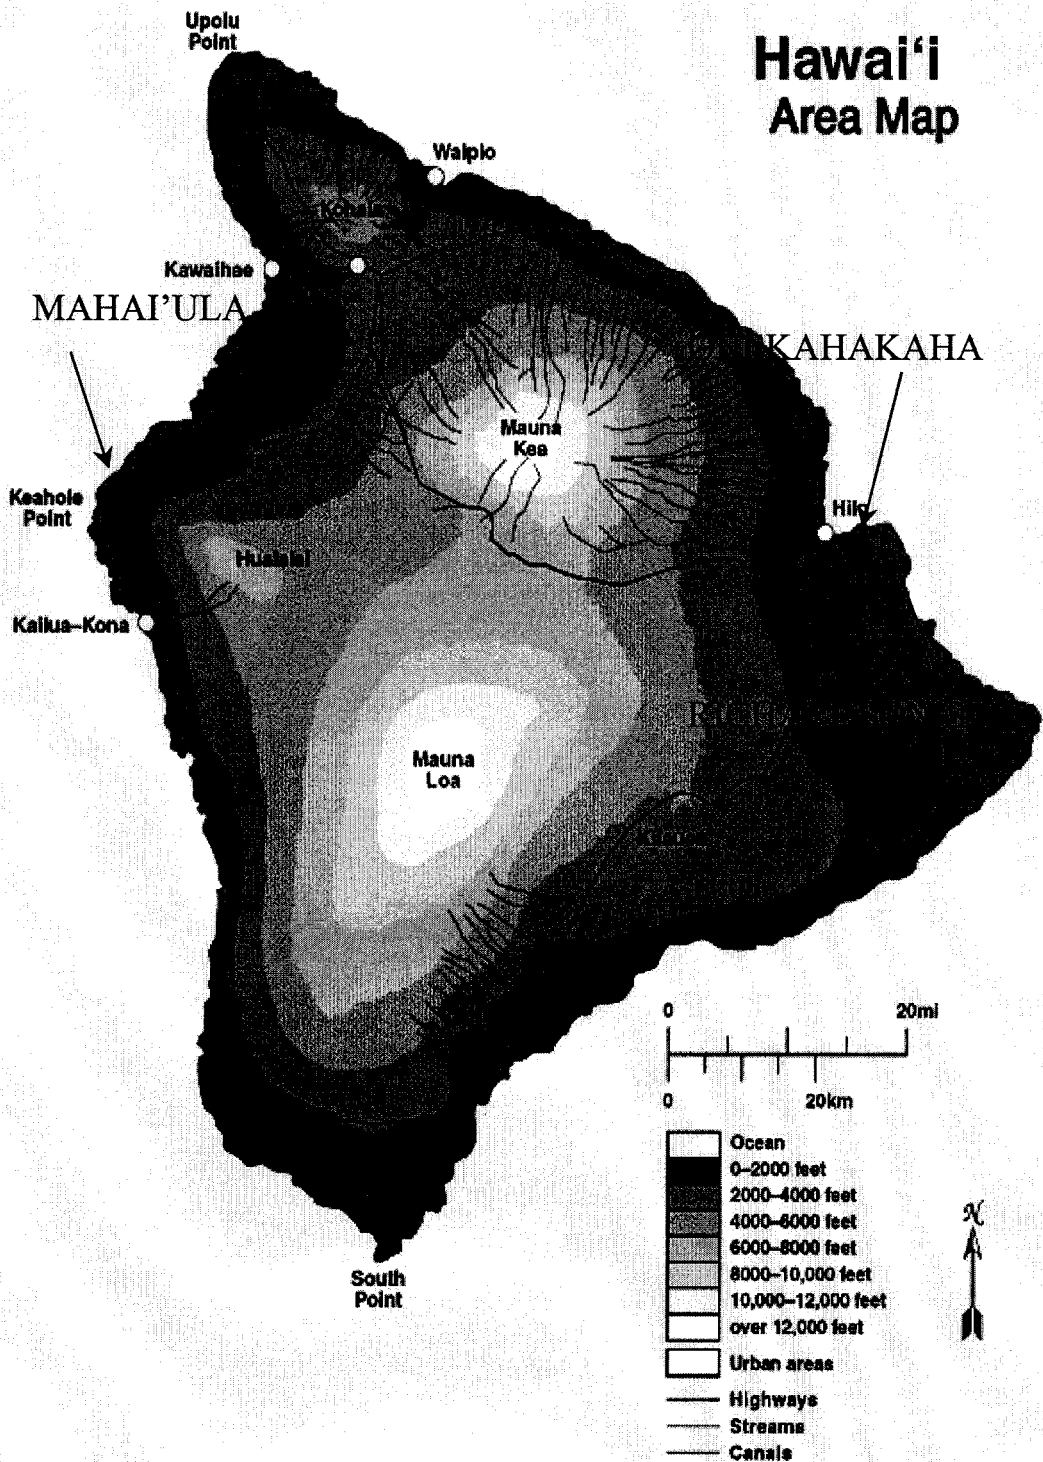 Upolu
Point
Hawai‘i
Area Map
Waipio
Kohala
Kawaihae
MAHAI’ULA
KAHAKAHA
Mauna
Kea
Keahole
Point
Hilo
Hualalai
Kailua–Kona
Mauna
Loa
Kilauea
0 20mi
0 20km
Ocean
0–2000 feet
2000–4000 feet
4000–6000 feet
6000–8000 feet
8000–10,000 feet
10,000–12,000 feet
over 12,000 feet
Urban areas
Highways
Streams
Canals
N
South
Point